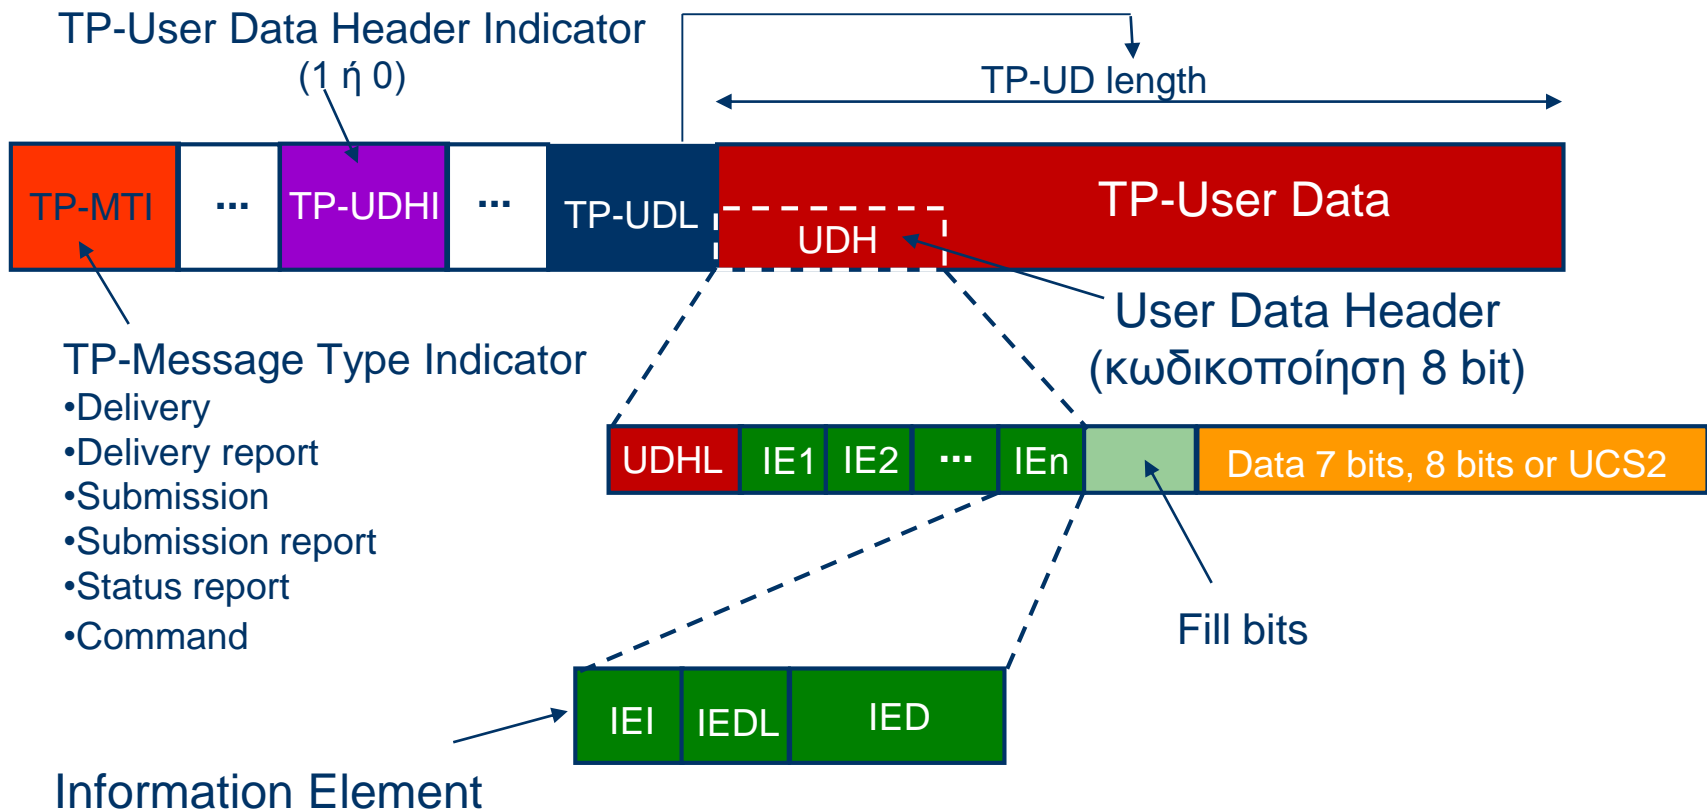 TP-User Data Header Indicator
(1 ή 0)
TP-UD length
TP-MTI
...
TP-UDHI
...
TP-UDL
TP-User Data
UDH
User Data Header
(κωδικοποίηση 8 bit)
TP-Message Type Indicator
•Delivery
•Delivery report
•Submission
•Submission report
•Status report
•Command
UDHL
IE1
IE2
...
IEn
Data 7 bits, 8 bits or UCS2
Fill bits
IEI
IEDL
IED
Information Element